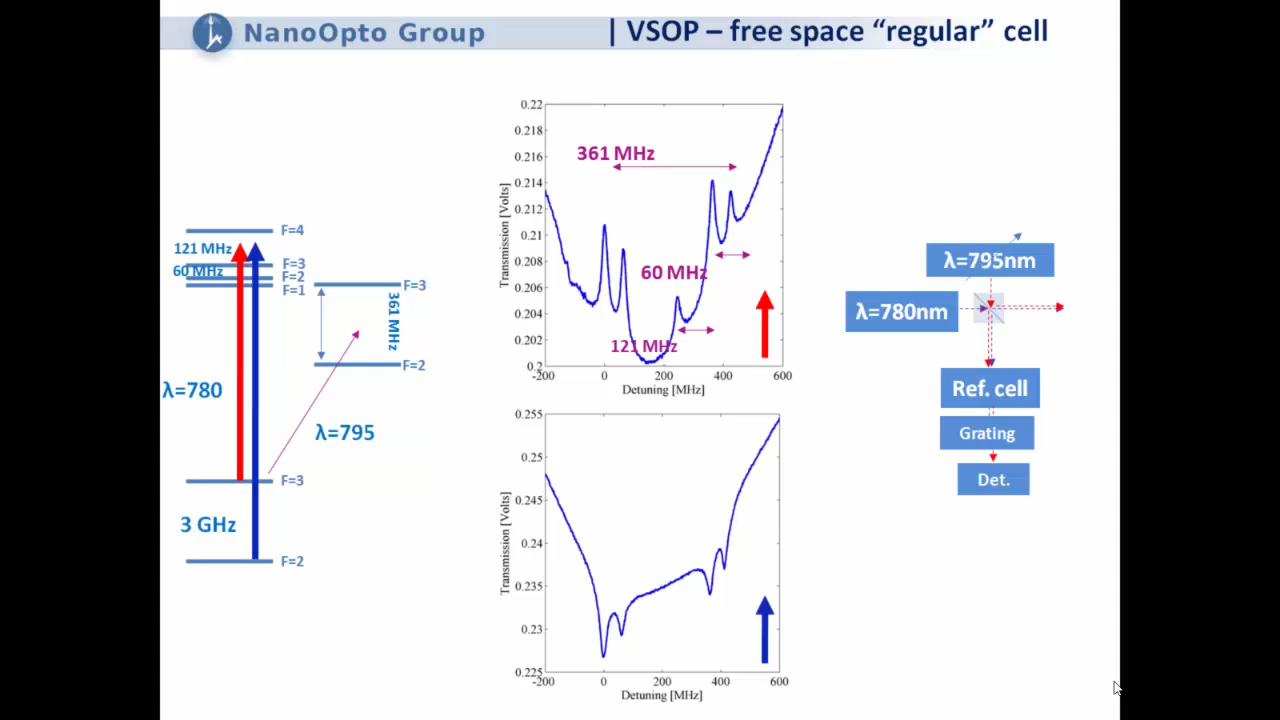 NanoOpto Group
| VSOP – free space “regular” cell
F=4
121 MHz
F=3
60 MHz
F=2
F=1
F=3
361 MHz
F=2
λ=780
λ=795
F=3
3 GHz
F=2
0.22
0.218
0.216
0.214
0.212
0.21
0.208
0.206
0.204
0.202
0.2
Transmission [Volts]
361 MHz
60 MHz
121 MHz
-200 0 200 400 600
Detuning [MHz]
0.255
0.25
0.245
0.24
0.235
0.23
0.225
Transmission [Volts]
-200 0 200 400 600
Detuning [MHz]
λ=795nm
λ=780nm
Ref. cell
Grating
Det.